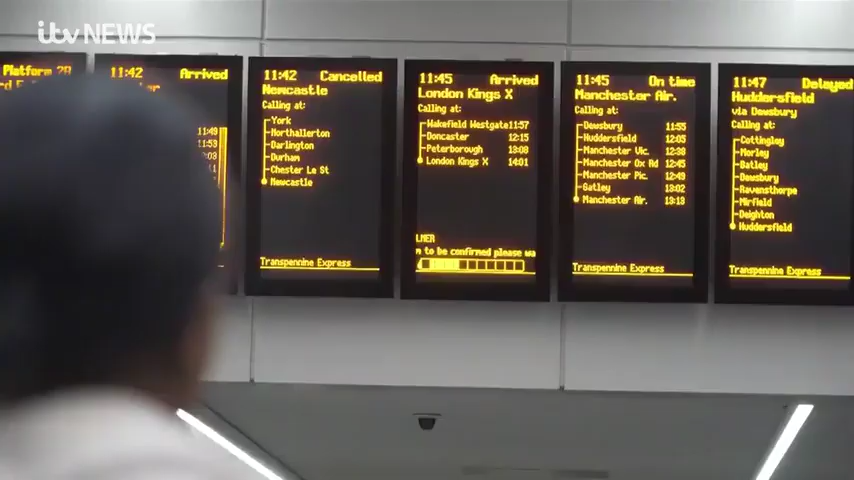 itv NEWS
Platform 2B
11:42 Arrived
11:49
11:53
11:42 Cancelled
Newcastle
Calling at:
York
Northallerton
Darlington
Durham
Chester Le St
Newcastle
Transpennine Express
11:45 Arrived
London Kings X
Calling at:
Wakefield Westgate 11:57
Doncaster 12:15
Peterborough 13:08
London Kings X 14:01
LNER
to be confirmed please wa
11:45 On time
Manchester Air.
Calling at:
Dewsbury 11:55
Huddersfield 12:05
Manchester Vic. 12:38
Manchester Ox Rd 12:45
Manchester Pic. 12:49
Gatley 13:02
Manchester Air. 13:13
Transpennine Express
11:47 Delayed
Huddersfield
via Dewsbury
Calling at:
Cottingley
Morley
Batley
Dewsbury
Ravensthorpe
Mirfield
Deighton
Huddersfield
Transpennine Express